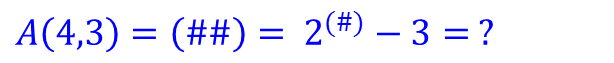 A(4,3) = (##) = 2^(#) − 3 = ?